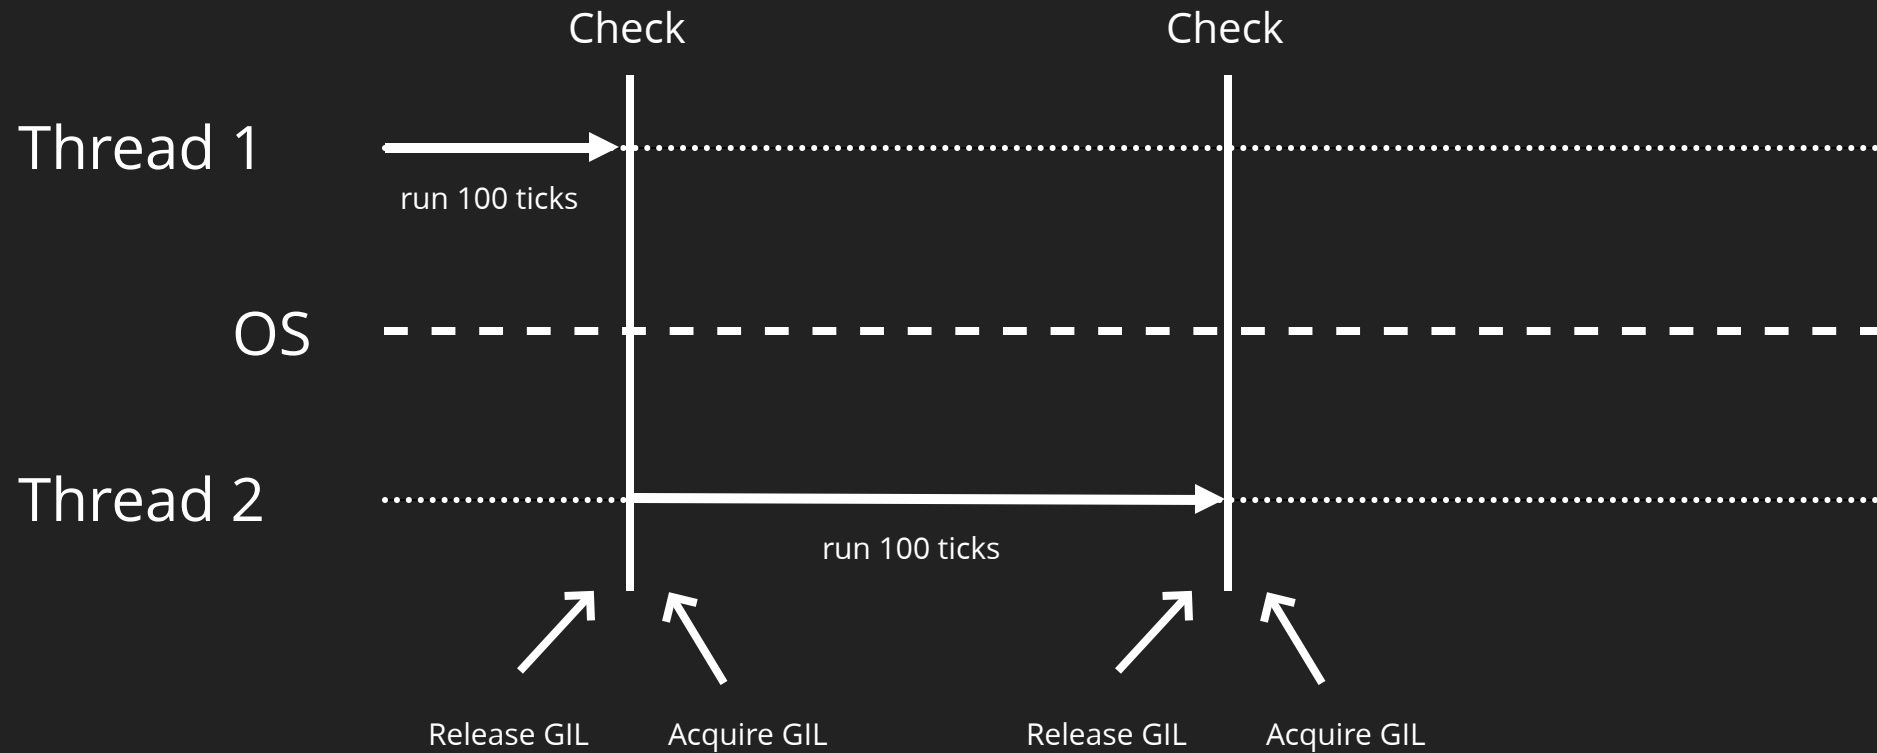 Check
Check
Thread 1
run 100 ticks
OS
Thread 2
run 100 ticks
Release GIL
Acquire GIL
Release GIL
Acquire GIL